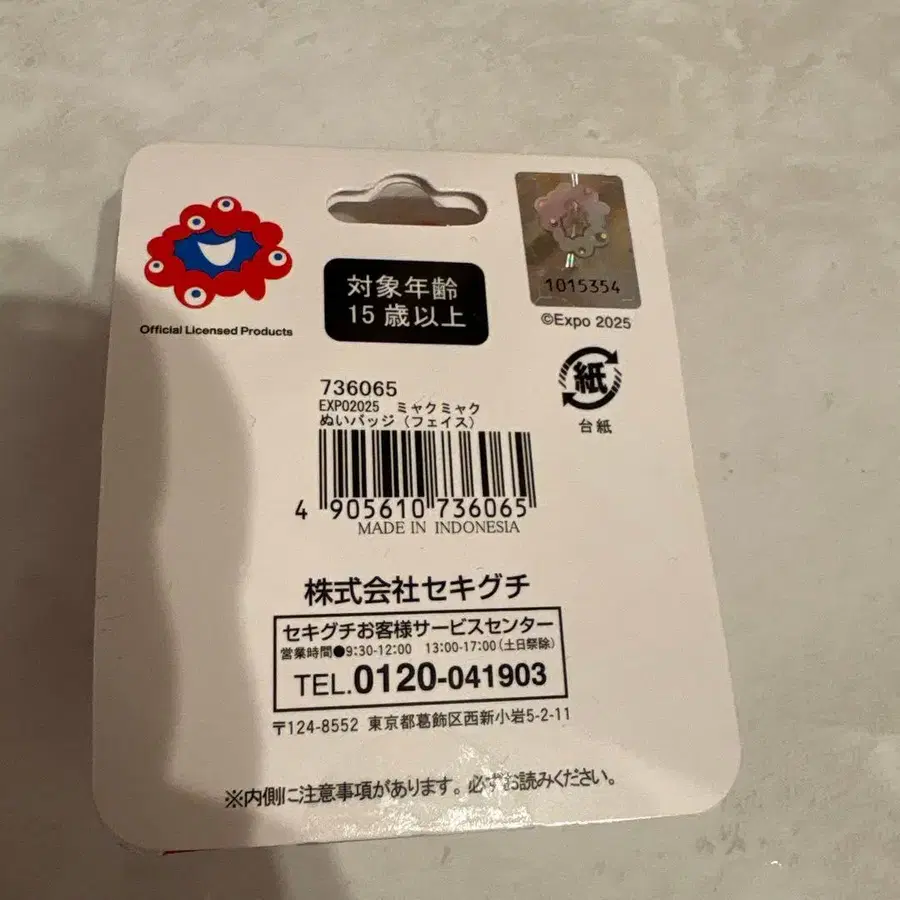 Official Licensed Products
対象年齢
15歳以上
1015354
©Expo 2025
紙
台紙
736065
EXPO2025 ミャクミャク
ぬいバッジ(フェイス)
4 905610 736065
MADE IN INDONESIA
株式会社セキグチ
セキグチお客様サービスセンター
営業時間●9:30-12:00 13:00-17:00(土日祭除)
TEL.0120-041903
〒124-8552 東京都葛飾区西新小岩5-2-11
※内側に注意事項があります。必ずお読みください。